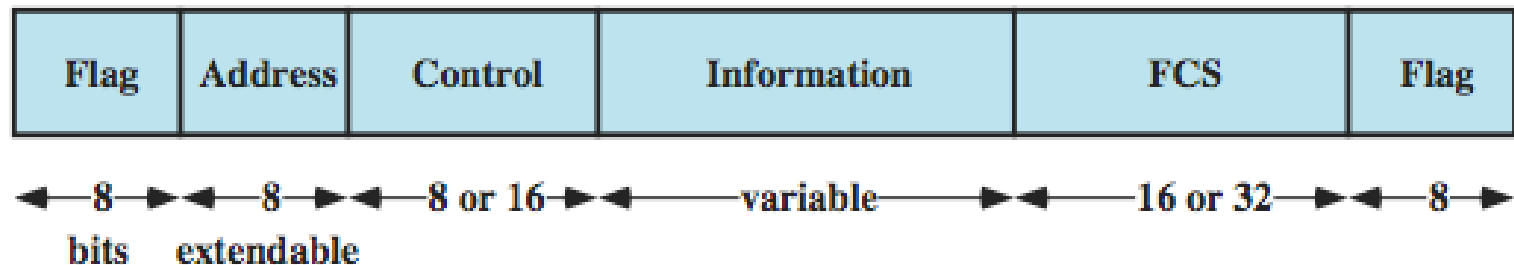 Flag Address Control Information FCS Flag
8 8 8 or 16 variable 16 or 32 8
bits extendable